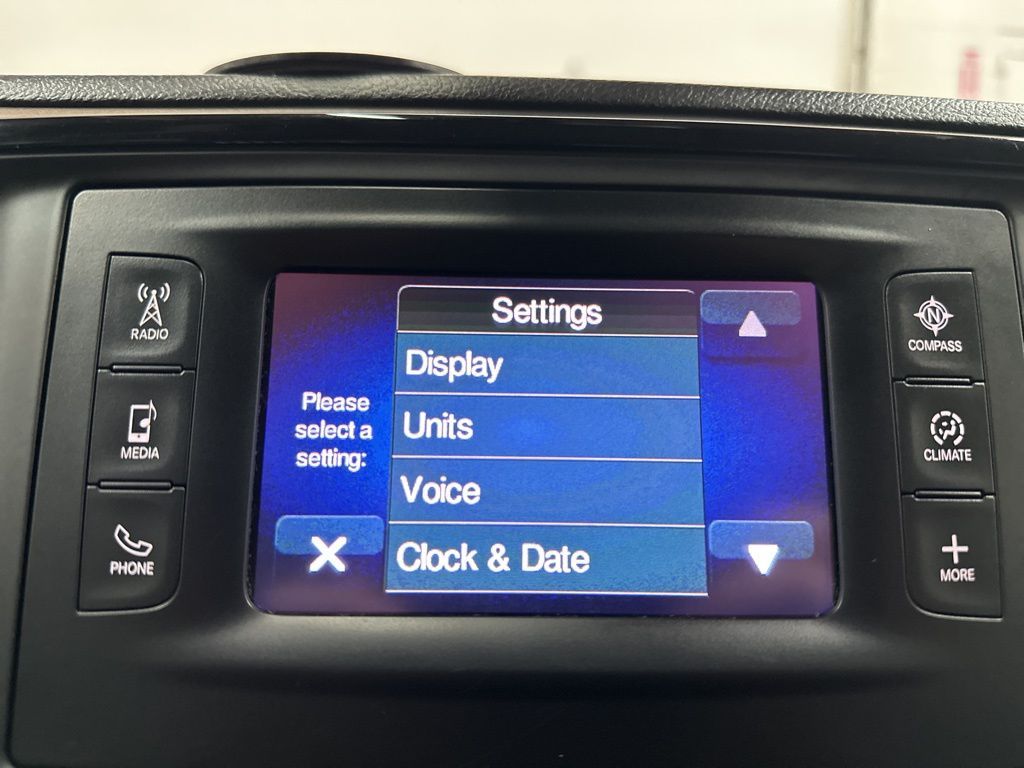 RADIO
MEDIA
PHONE
Settings
Display
Units
Voice
Clock & Date
Please
select a
setting:
N
COMPASS
CLIMATE
MORE